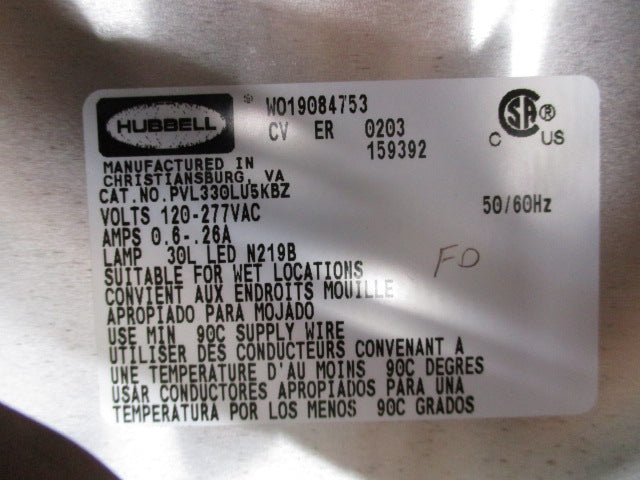 HUBBELL ® WO19084753
CV ER 0203
159392
CSA ®
C US
MANUFACTURED IN
CHRISTIANSBURG, VA
CAT.NO.PVL330LU5KBZ
50/60Hz
VOLTS 120-277VAC
AMPS 0.6-.26A
LAMP 30L LED N219B
FD
SUITABLE FOR WET LOCATIONS
CONVIENT AUX ENDROITS MOUILLE
APROPIADO PARA MOJADO
USE MIN 90C SUPPLY WIRE
UTILISER DES CONDUCTEURS CONVENANT A
UNE TEMPERATURE D'AU MOINS 90C DEGRES
USAR CONDUCTORES APROPIADOS PARA UNA
TEMPERATURA POR LOS MENOS 90C GRADOS